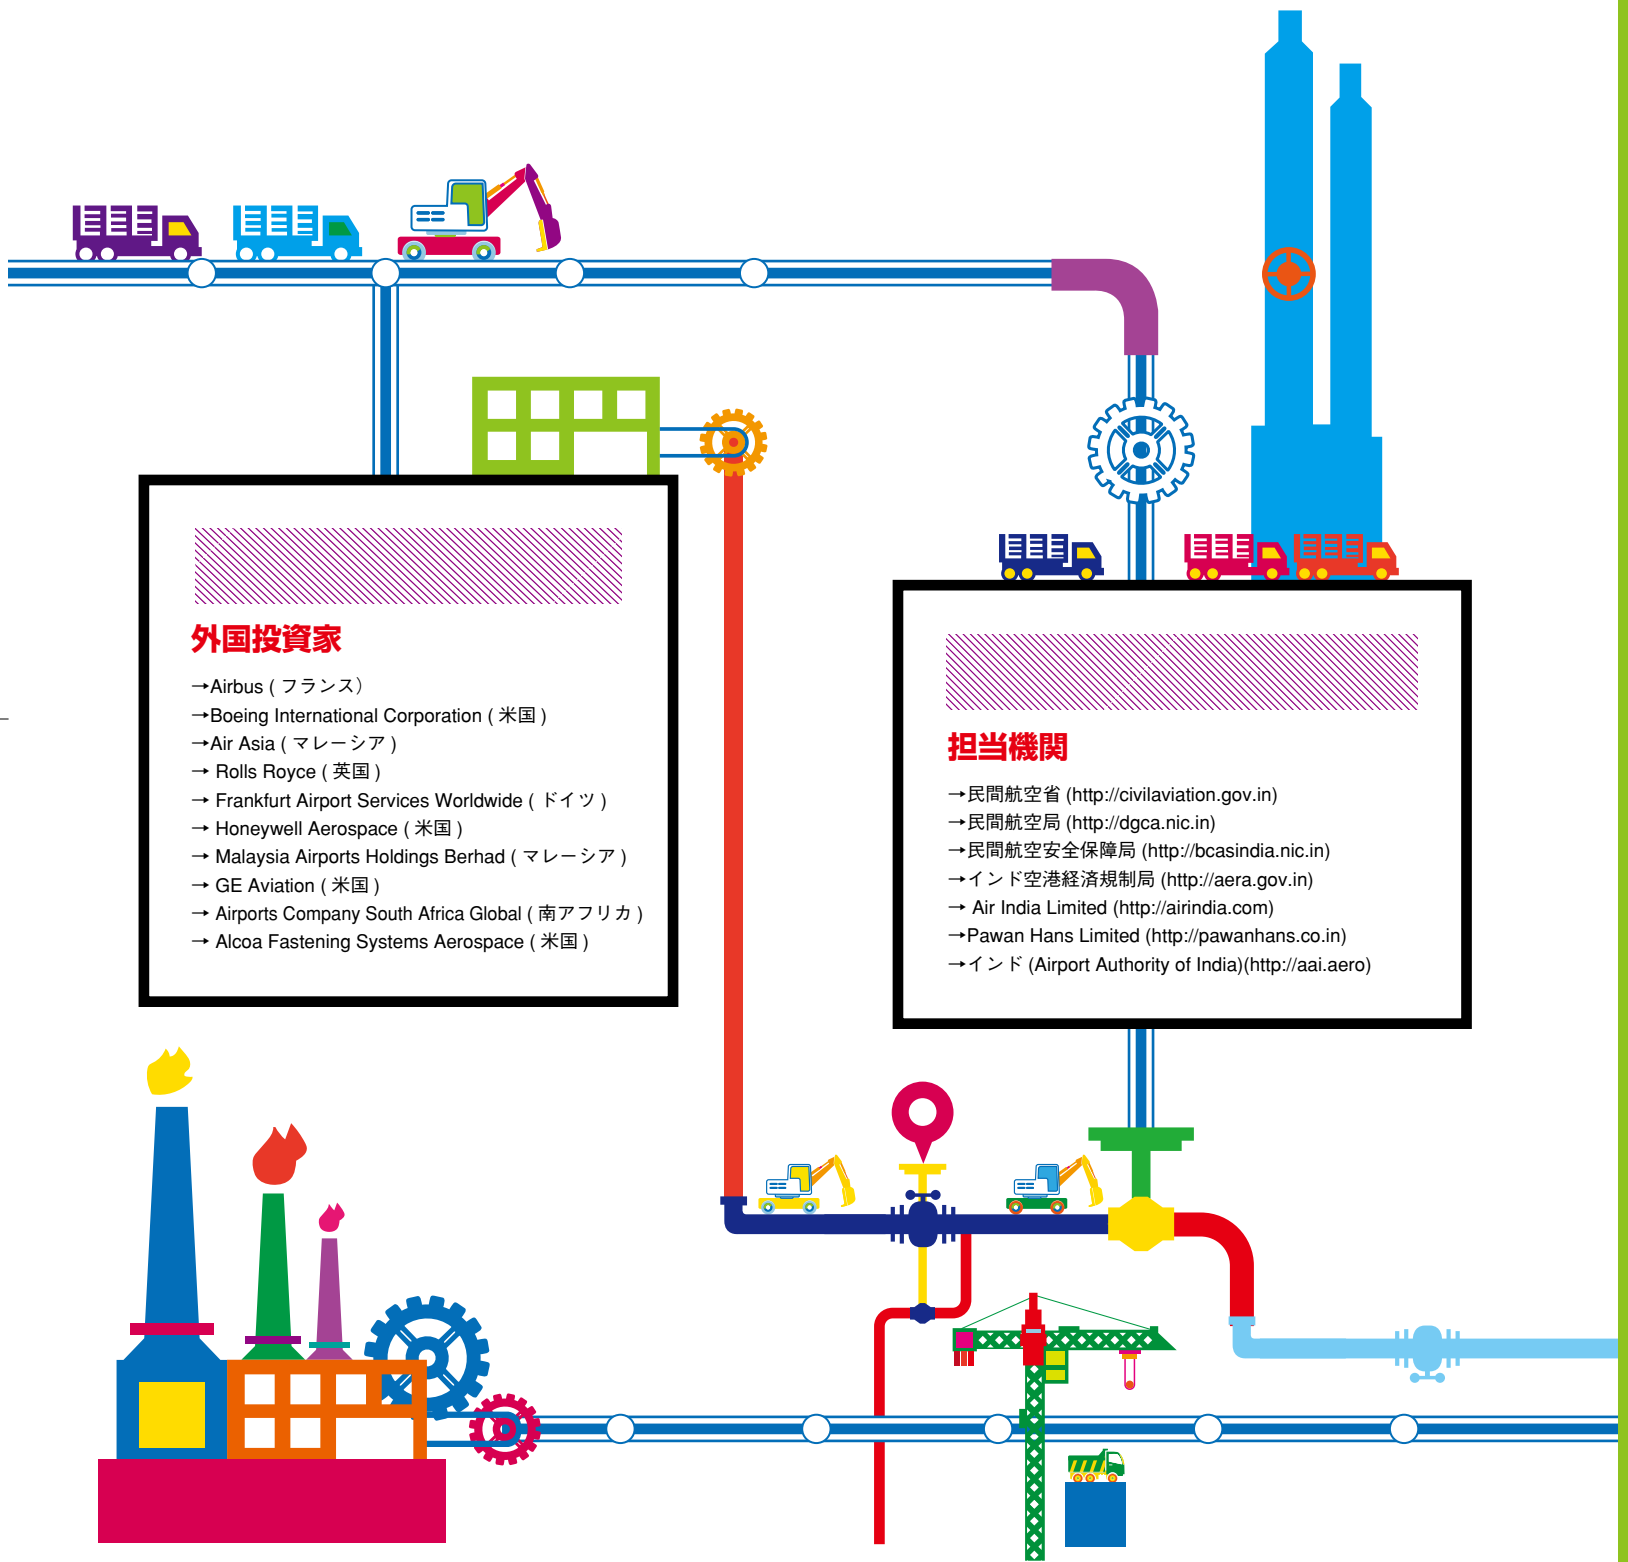 外国投資家
→Airbus ( フランス）
→Boeing International Corporation ( 米国 )
→Air Asia ( マレーシア )
→ Rolls Royce ( 英国 )
→ Frankfurt Airport Services Worldwide ( ドイツ )
→ Honeywell Aerospace ( 米国 )
→ Malaysia Airports Holdings Berhad ( マレーシア )
→ GE Aviation ( 米国 )
→ Airports Company South Africa Global ( 南アフリカ )
→ Alcoa Fastening Systems Aerospace ( 米国 )
担当機関
→民間航空省 (http://civilaviation.gov.in)
→民間航空局 (http://dgca.nic.in)
→民間航空安全保障局 (http://bcasindia.nic.in)
→インド空港経済規制局 (http://aera.gov.in)
→ Air India Limited (http://airindia.com)
→Pawan Hans Limited (http://pawanhans.co.in)
→インド (Airport Authority of India)(http://aai.aero)